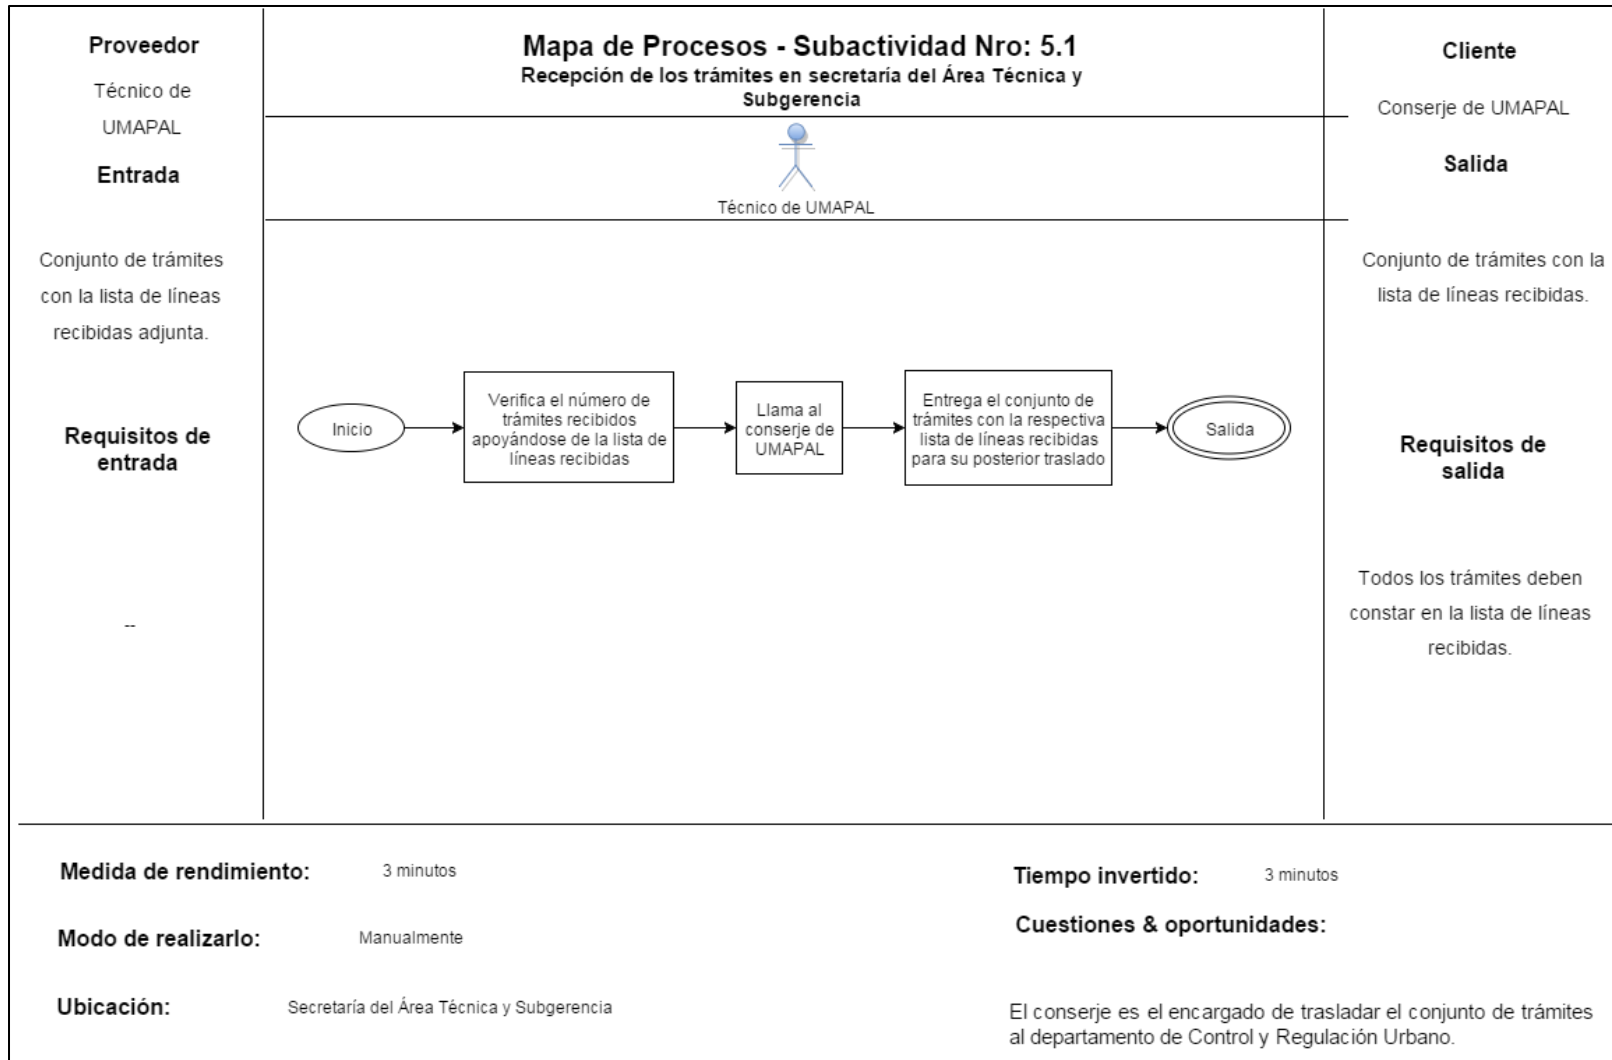 Proveedor
Técnico de
UMAPAL
Entrada
Conjunto de trámites
con la lista de líneas
recibidas adjunta.
Requisitos de
entrada
--
Mapa de Procesos - Subactividad Nro: 5.1
Recepción de los trámites en secretaría del Área Técnica y
Subgerencia
Técnico de UMAPAL
Inicio
Verifica el número de
trámites recibidos
apoyándose de la lista de
líneas recibidas
Llama al
conserje de
UMAPAL
Entrega el conjunto de
trámites con la respectiva
lista de líneas recibidas
para su posterior traslado
Salida
Cliente
Conserje de UMAPAL
Salida
Conjunto de trámites con la
lista de líneas recibidas.
Requisitos de
salida
Todos los trámites deben
constar en la lista de líneas
recibidas.
Medida de rendimiento: 3 minutos
Modo de realizarlo: Manualmente
Ubicación: Secretaría del Área Técnica y Subgerencia
Tiempo invertido: 3 minutos
Cuestiones & oportunidades:
El conserje es el encargado de trasladar el conjunto de trámites
al departamento de Control y Regulación Urbano.